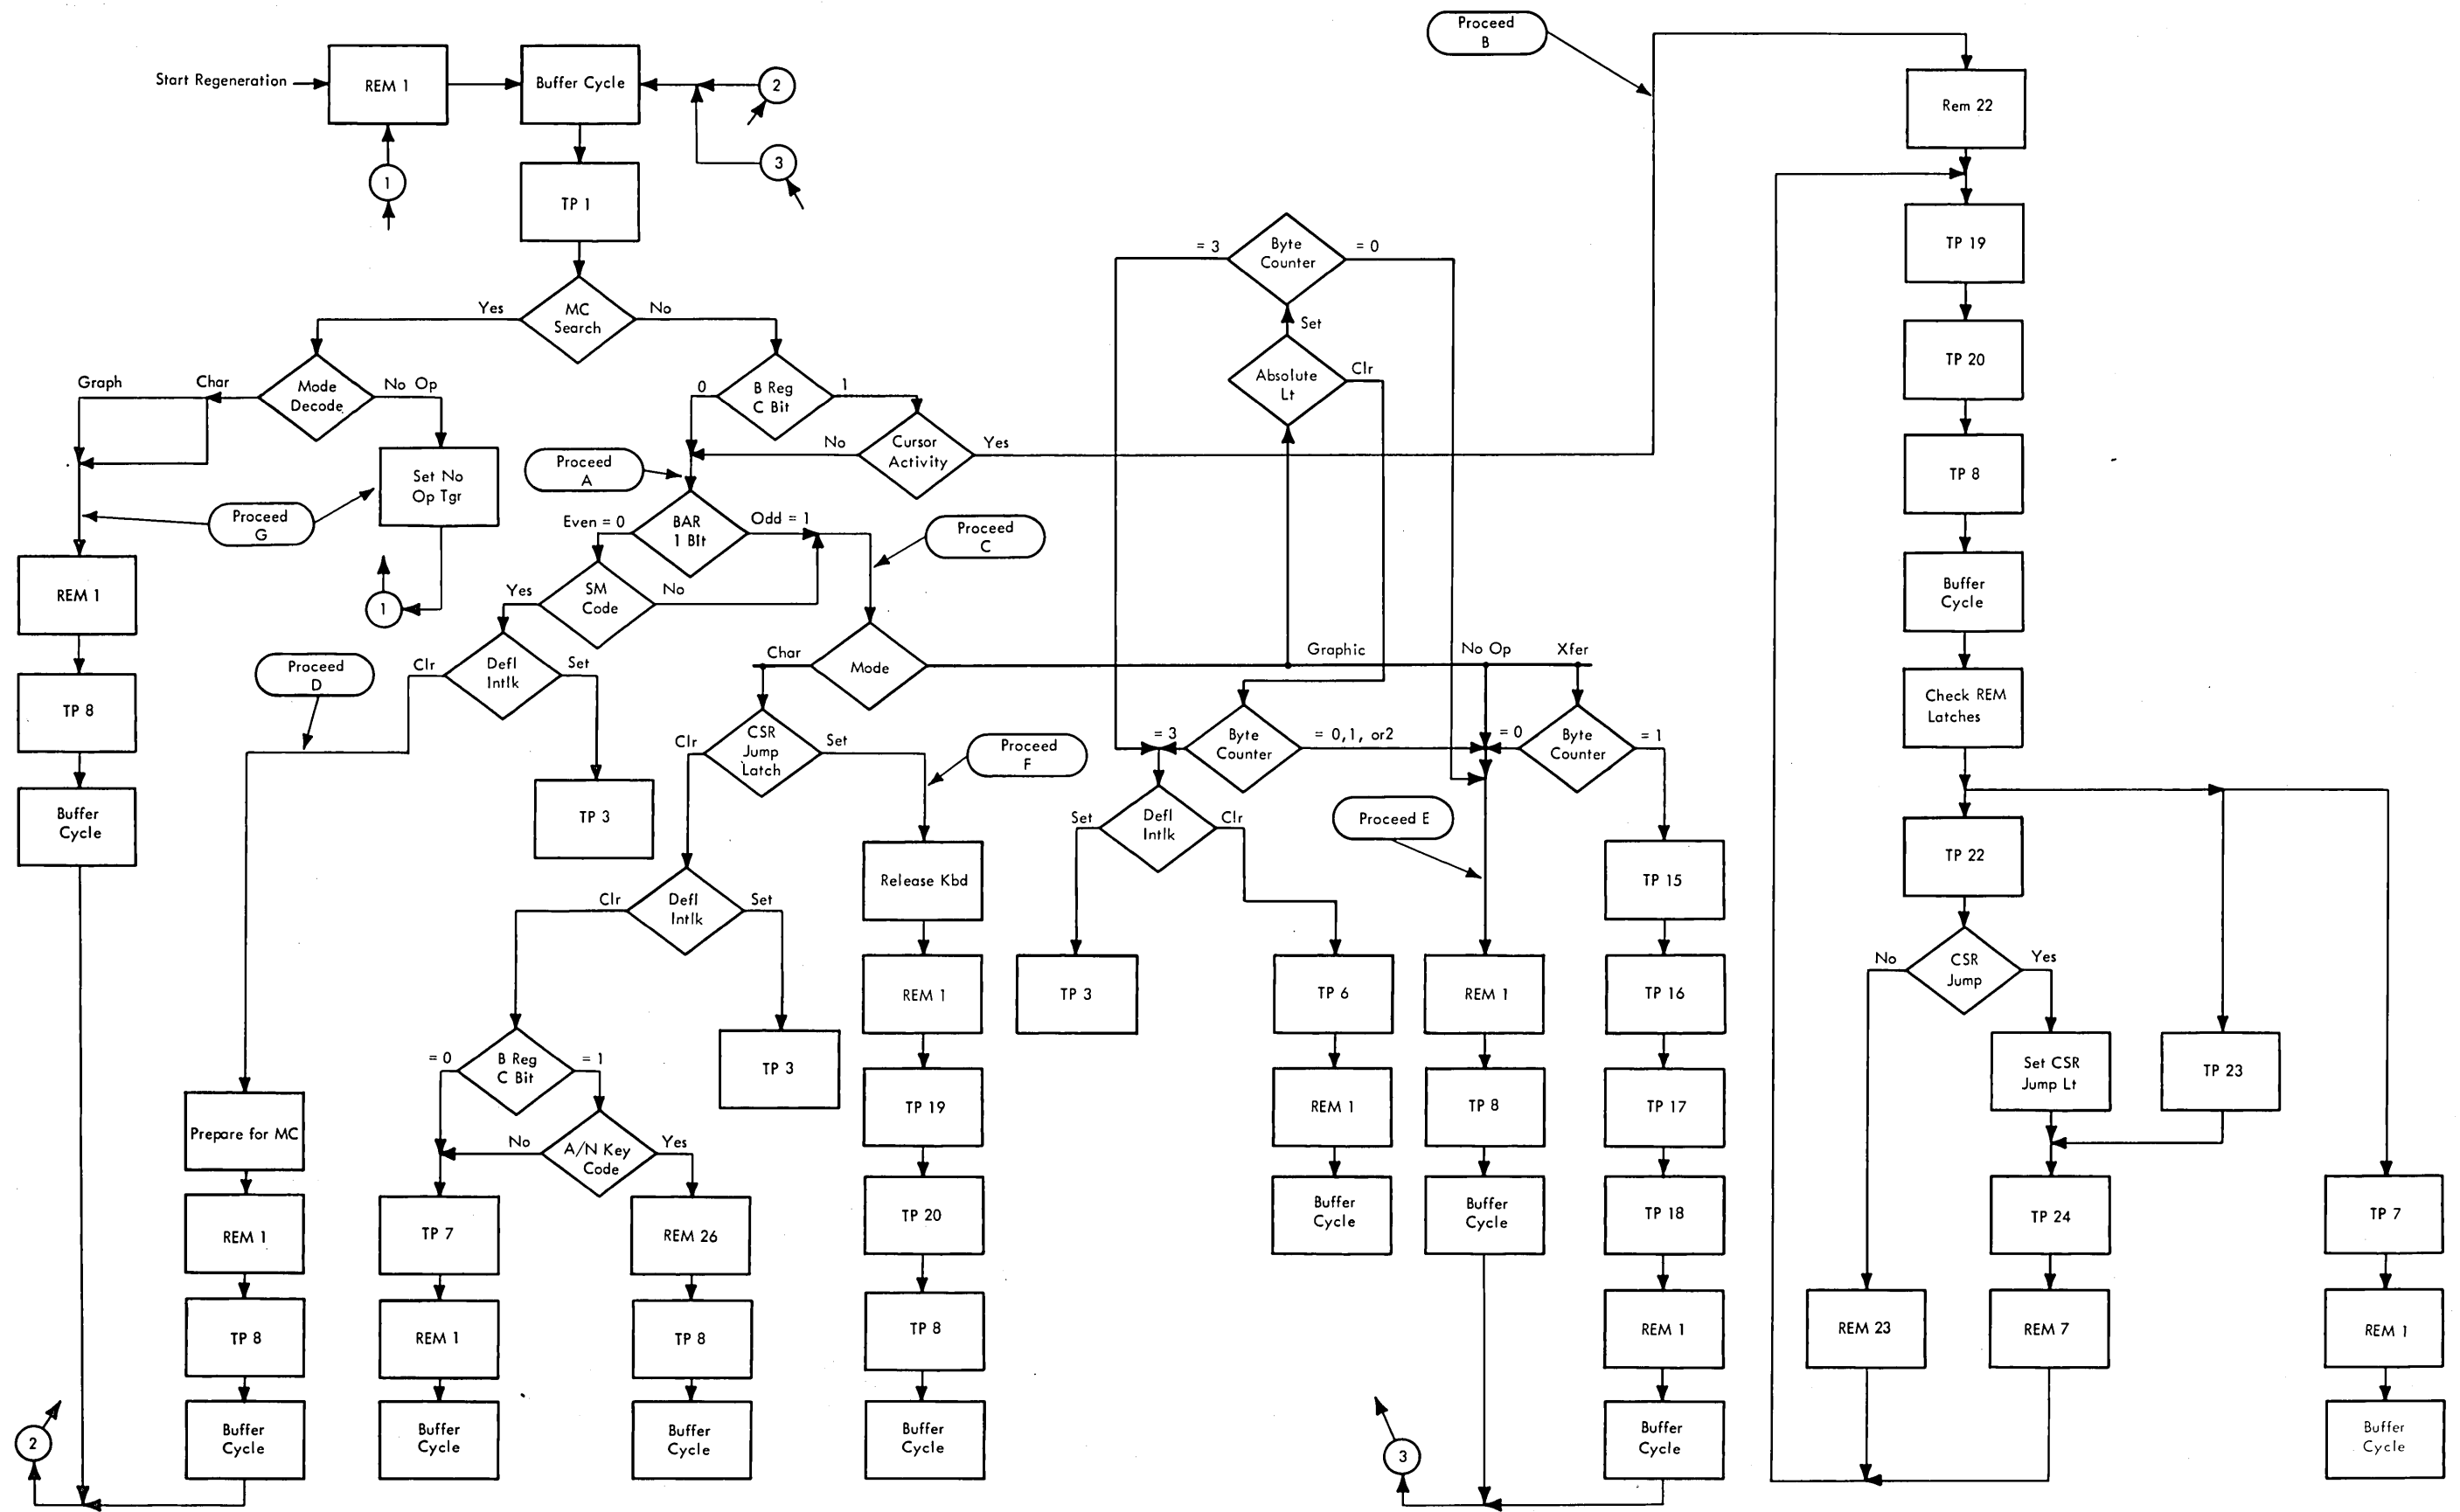 Proceed
B
Start Regeneration
REM 1
Buffer Cycle
2
Rem 22
1
3
TP 1
TP 19
= 3
Byte
Counter
= 0
Yes
MC
Search
No
Set
TP 20
Graph
Char
Mode
Decode
No Op
0
B Reg
C Bit
1
Absolute
Lt
Clr
No
Cursor
Activity
Yes
Proceed
A
Set No
Op Tgr
TP 8
Proceed
G
Even = 0
BAR
1 Bit
Odd = 1
Proceed
C
REM 1
1
Yes
SM
Code
No
Buffer
Cycle
Proceed
D
Clr
Defl
Intlk
Set
Char
Mode
Graphic
No Op
Xfer
TP 8
Check REM
Latches
Clr
CSR
Jump
Latch
Set
Proceed
F
= 3
Byte
Counter
= 0,1, or2
= 0
Byte
Counter
= 1
Buffer
Cycle
TP 3
Set
Defl
Intlk
Clr
Proceed E
TP 22
Release Kbd
TP 15
Clr
Defl
Intlk
Set
No
CSR
Jump
Yes
REM 1
TP 3
TP 6
REM 1
TP 16
= 0
B Reg
C Bit
= 1
TP 3
Set CSR
Jump Lt
TP 23
Prepare for MC
TP 19
REM 1
TP 8
TP 17
No
A/N Key
Code
Yes
REM 1
TP 7
REM 26
TP 20
Buffer
Cycle
Buffer
Cycle
TP 18
TP 24
TP 7
TP 8
REM 1
TP 8
TP 8
REM 1
REM 23
REM 7
REM 1
2
Buffer
Cycle
Buffer
Cycle
Buffer
Cycle
Buffer
Cycle
3
Buffer
Cycle
Buffer
Cycle